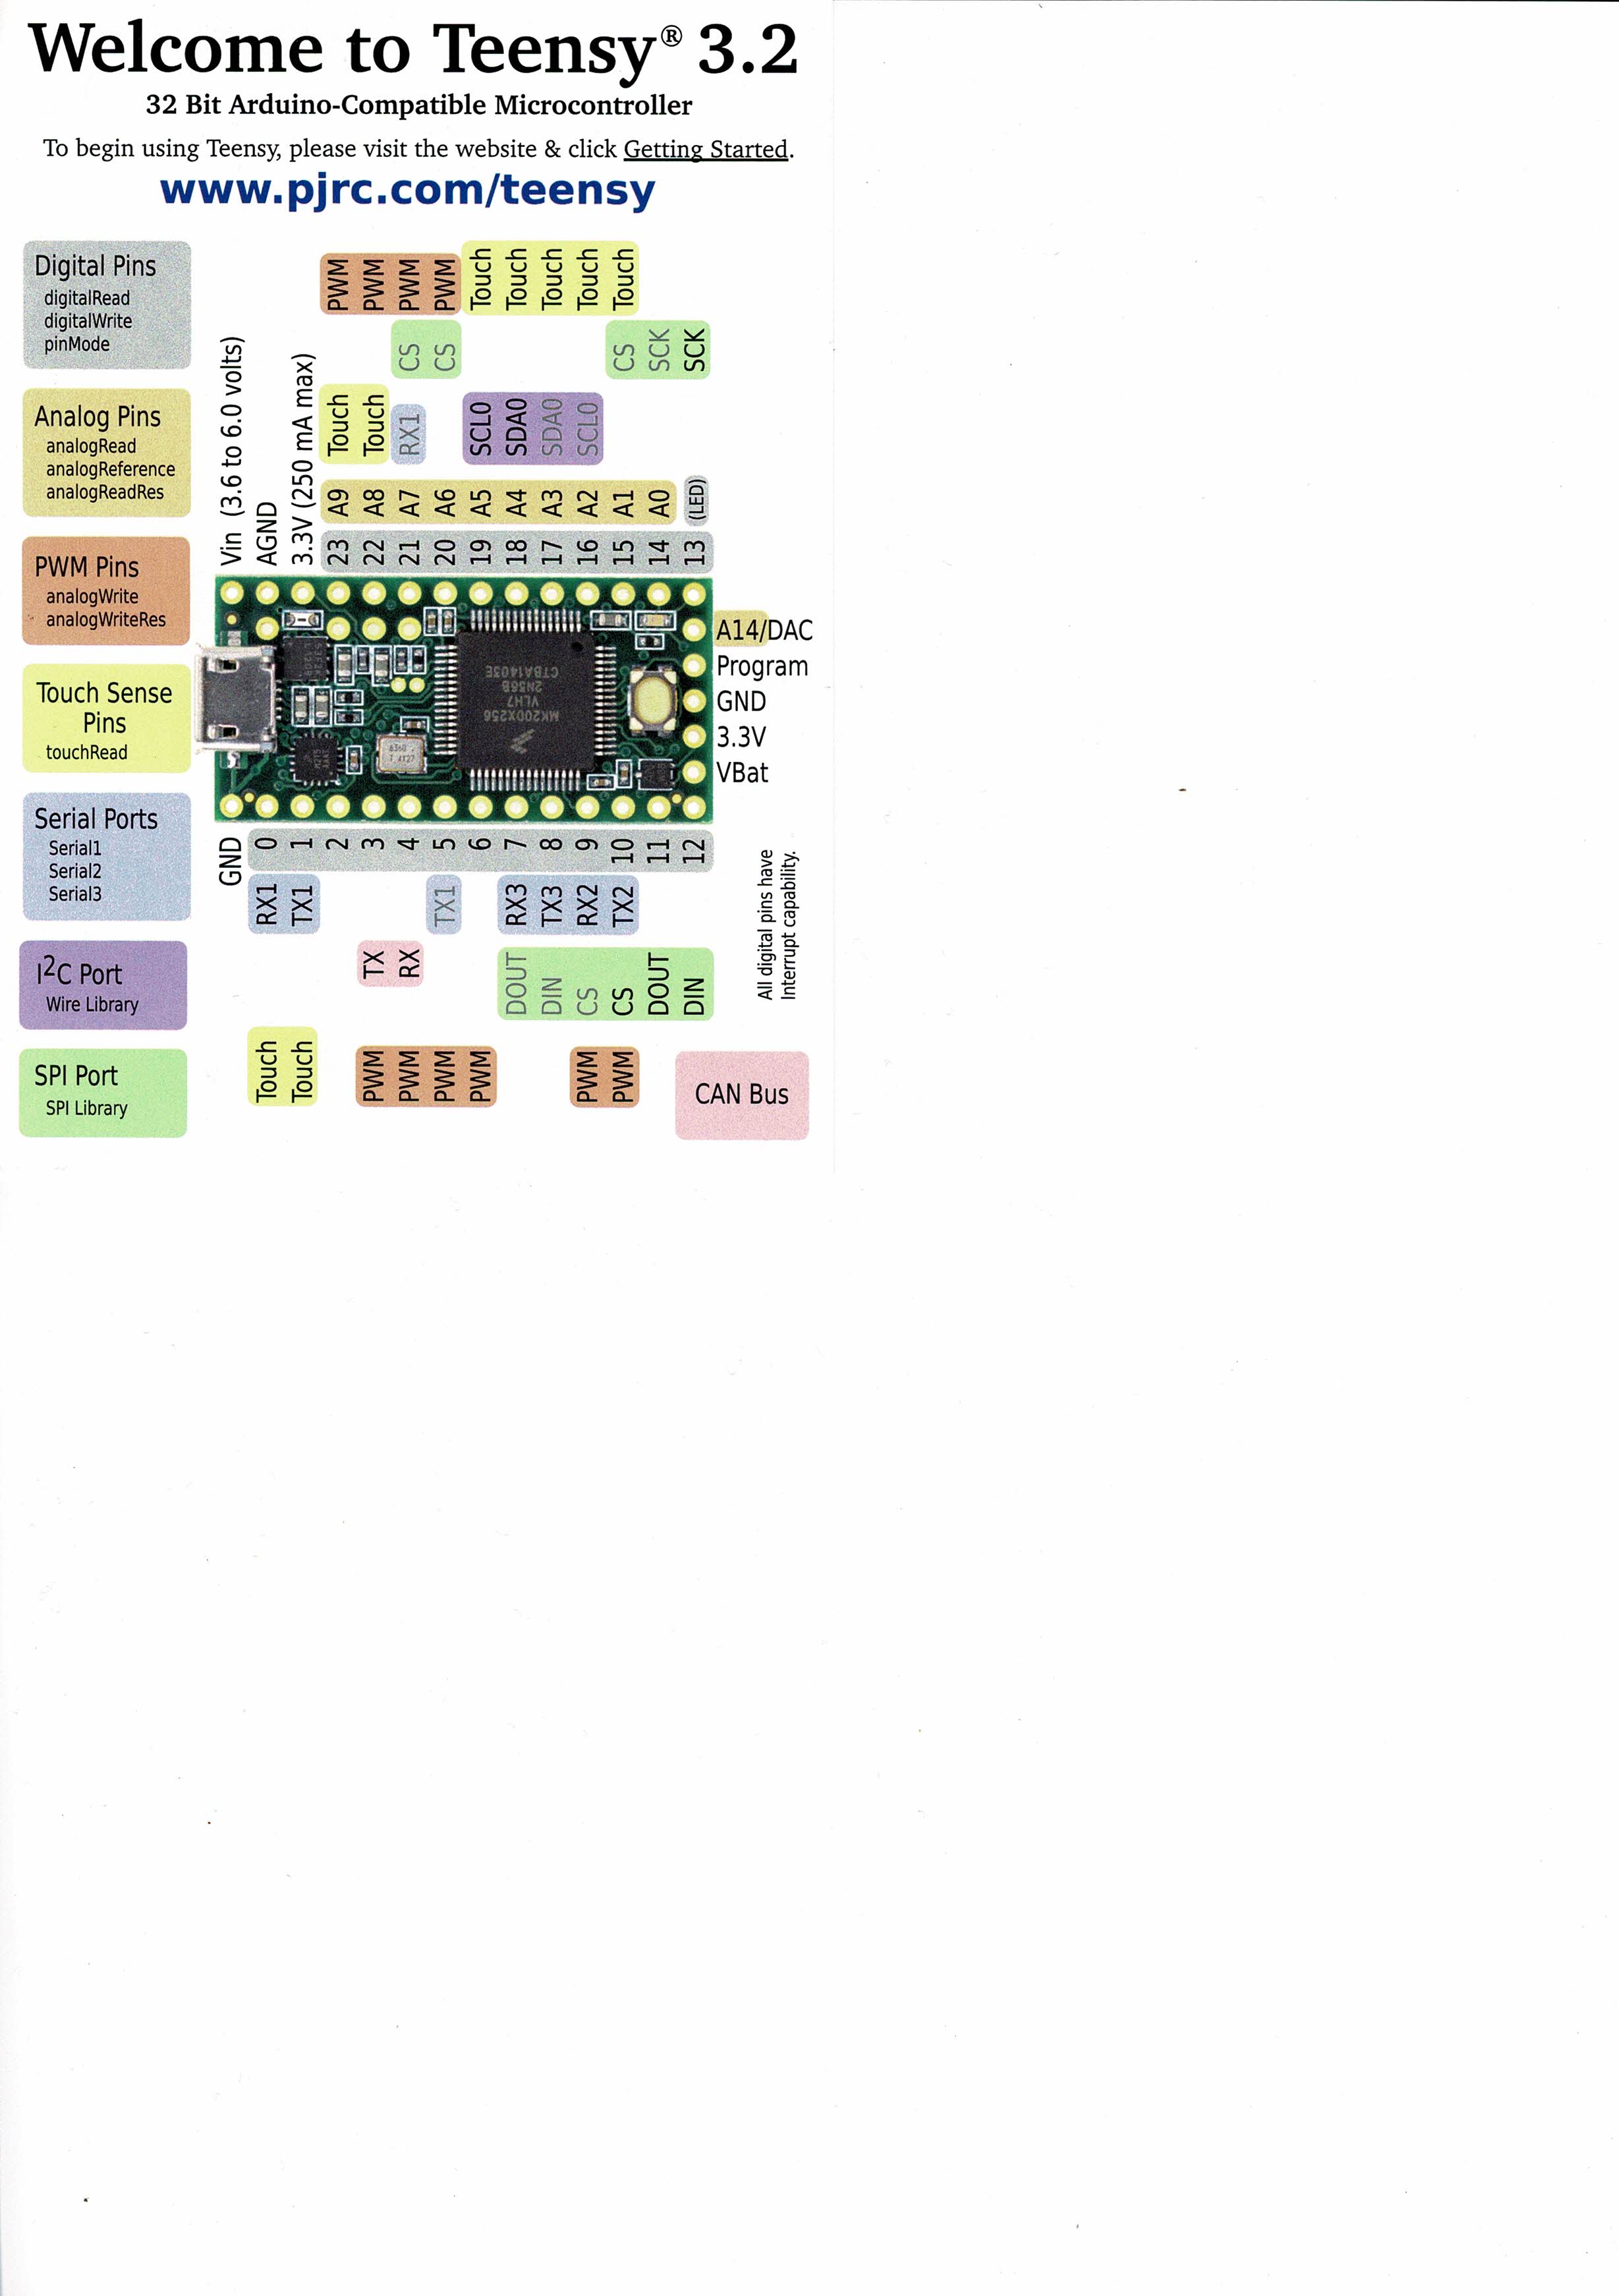 Welcome to Teensy® 3.2
32 Bit Arduino-Compatible Microcontroller
To begin using Teensy, please visit the website & click Getting Started.
www.pjrc.com/teensy
Digital Pins
digitalRead
digitalWrite
pinMode
Analog Pins
analogRead
analogReference
analogReadRes
PWM Pins
analogWrite
analogWriteRes
Touch Sense
Pins
touchRead
Serial Ports
Serial1
Serial2
Serial3
I²C Port
Wire Library
SPI Port
SPI Library
PWM PWM PWM PWM Touch Touch Touch Touch Touch
CS CS CS SCK SCK
Touch Touch RX1 SCL0 SDA0 SDA0 SCL0
A9 A8 A7 A6 A5 A4 A3 A2 A1 A0 (LED)
Vin (3.6 to 6.0 volts)
AGND
3.3V (250 mA max)
23 22 21 20 19 18 17 16 15 14 13
A14/DAC
Program
GND
3.3V
VBat
MK20DX256
VLH7
2N56B
CTBA1403E
GND 0 1 2 3 4 5 6 7 8 9 10 11 12
RX1 TX1 TX1 RX3 TX3 RX2 TX2
TX RX DOUT DIN CS CS DOUT DIN
Touch Touch PWM PWM PWM PWM PWM PWM
All digital pins have
Interrupt capability.
CAN Bus